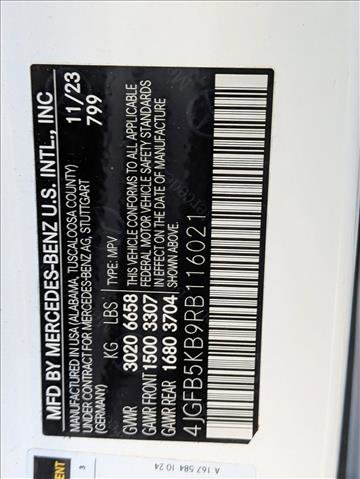 MFD BY MERCEDES-BENZ U.S. INTL., INC
MANUFACTURED IN USA (ALABAMA, TUSCALOOSA COUNTY)
UNDER CONTRACT FOR MERCEDES-BENZ AG, STUTTGART
(GERMANY) TYPE: MPV
11/23
799
KG LBS
GVWR 3020 6658
GAWR FRONT 1500 3307
GAWR REAR 1680 3704
THIS VEHICLE CONFORMS TO ALL APPLICABLE
FEDERAL MOTOR VEHICLE SAFETY STANDARDS
IN EFFECT ON THE DATE OF MANUFACTURE
SHOWN ABOVE
4JGFB5KB9RB116021
3
A 167 584 10 24